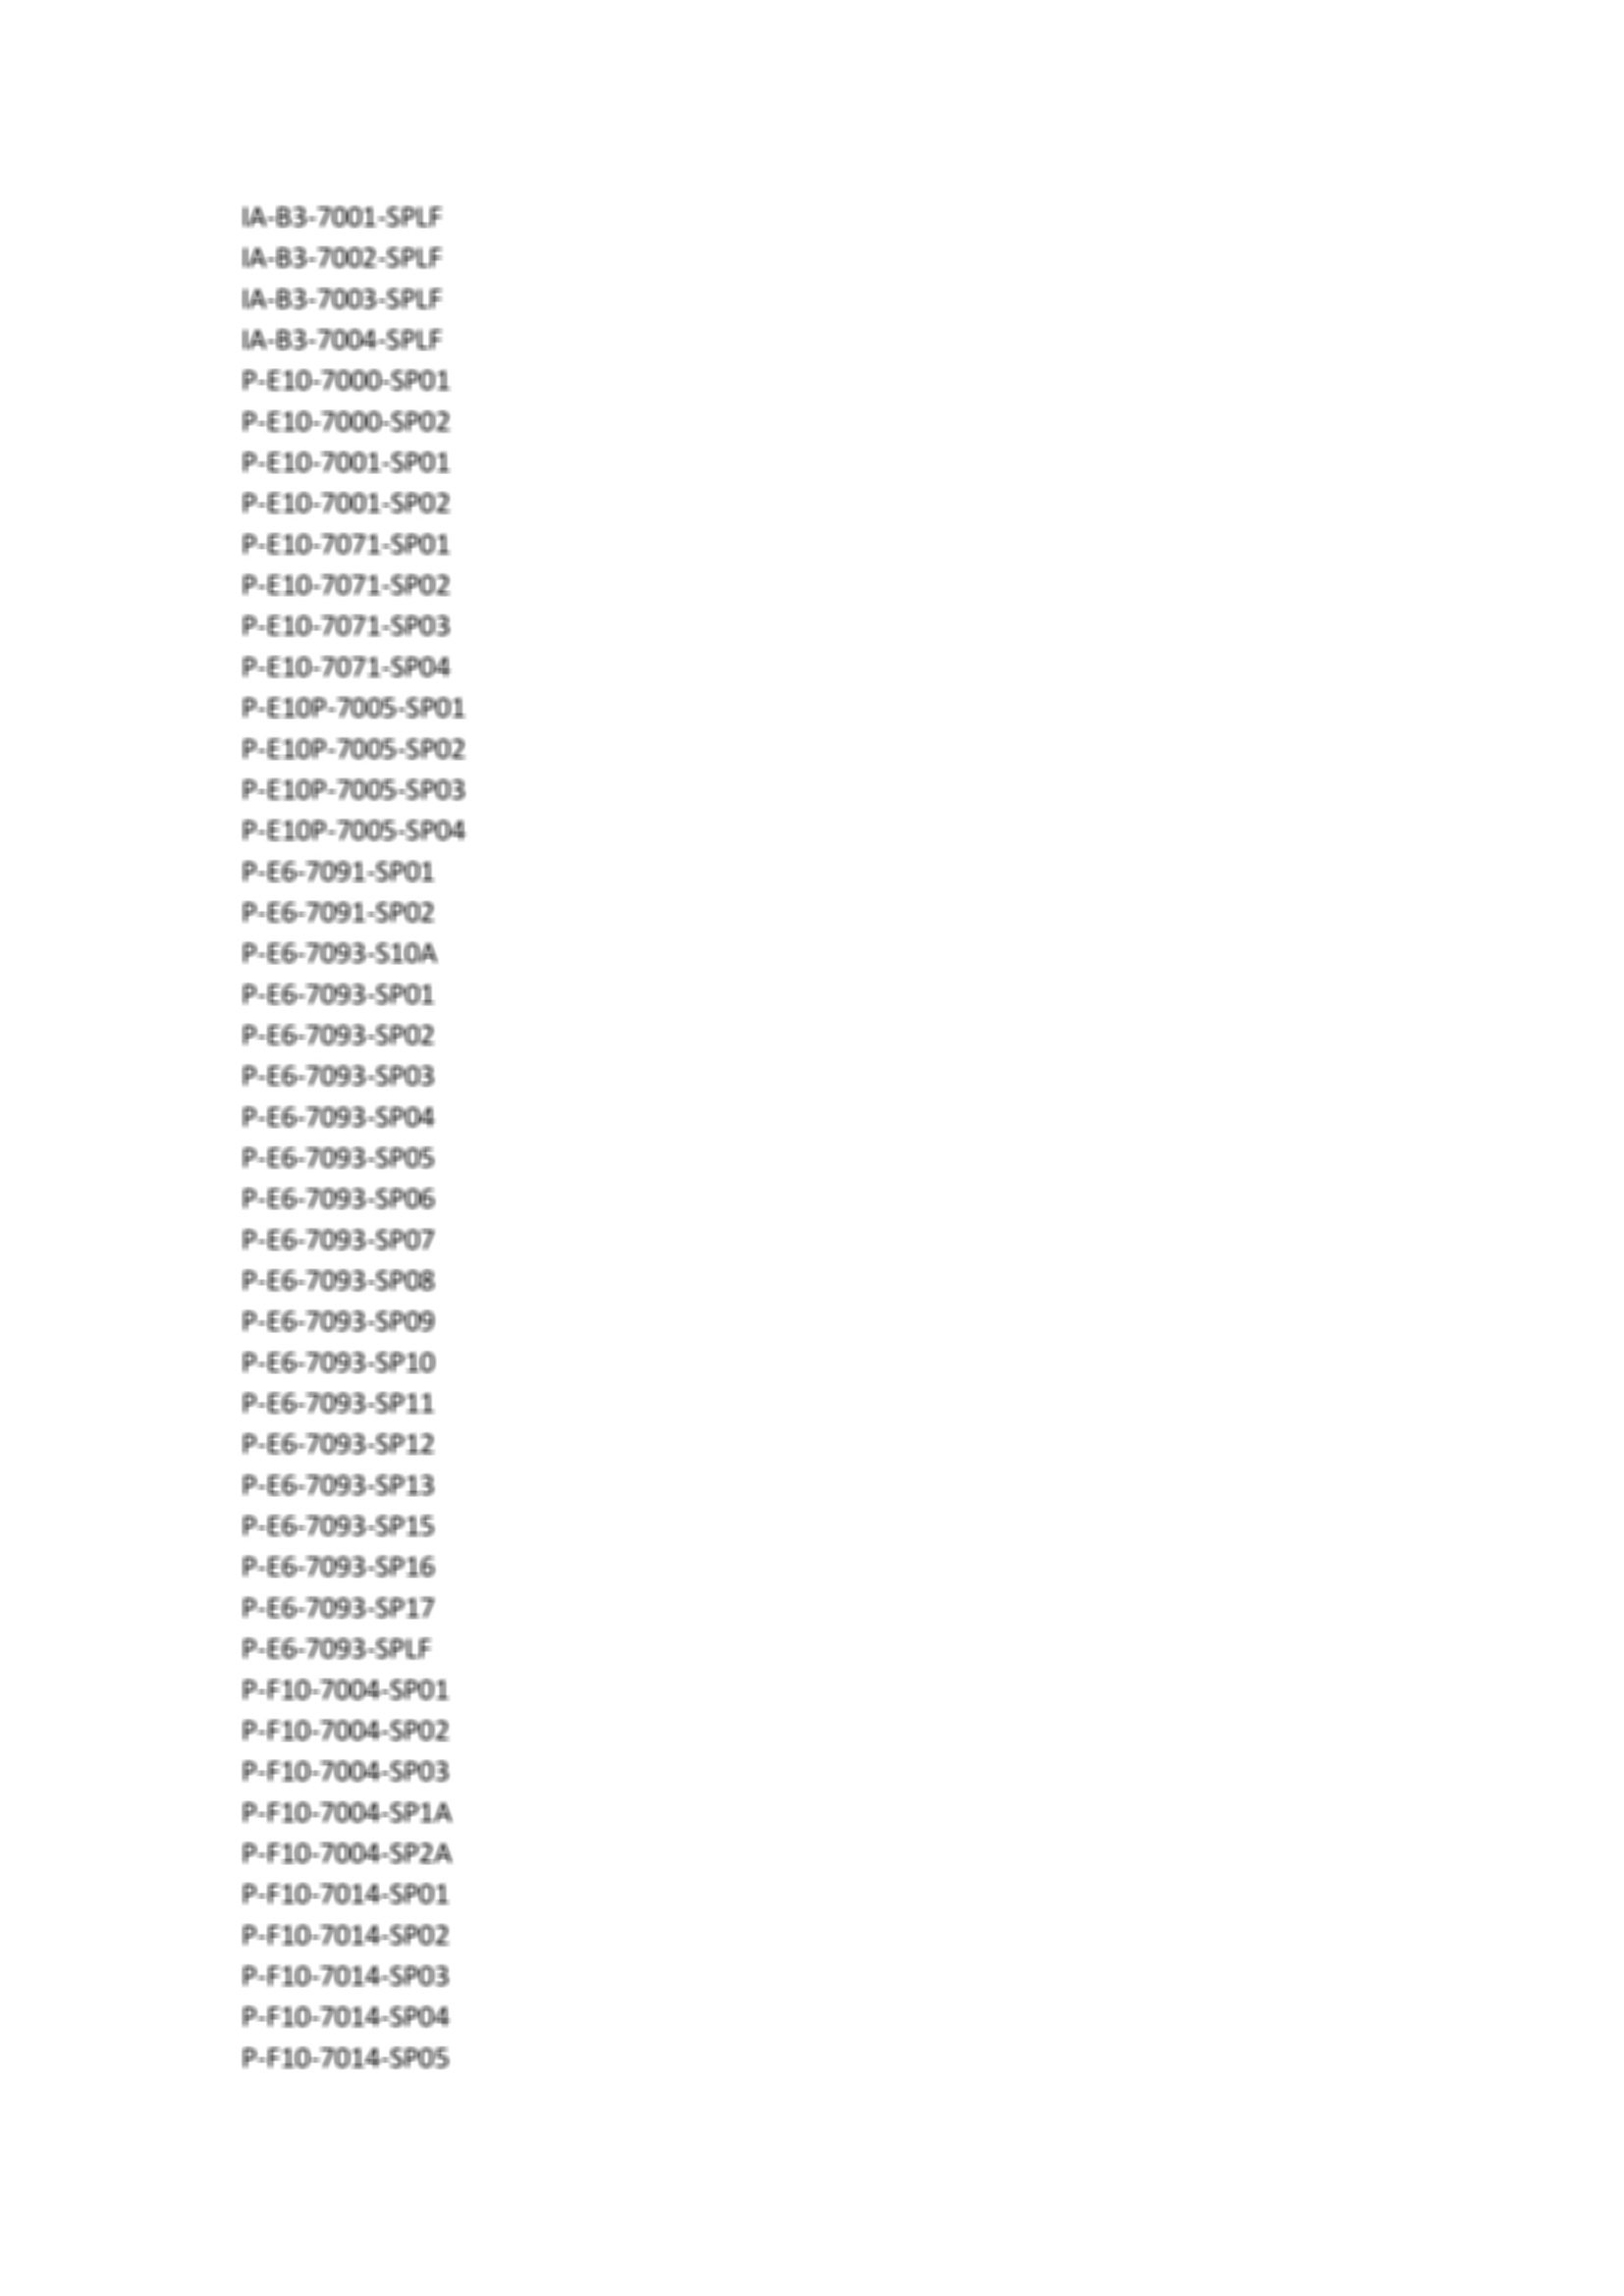 IA-B3-7001-SPLF
IA-B3-7002-SPLF
IA-B3-7003-SPLF
IA-B3-7004-SPLF
P-E10-7000-SP01
P-E10-7000-SP02
P-E10-7001-SP01
P-E10-7001-SP02
P-E10-7071-SP01
P-E10-7071-SP02
P-E10-7071-SP03
P-E10-7071-SP04
P-E10P-7005-SP01
P-E10P-7005-SP02
P-E10P-7005-SP03
P-E10P-7005-SP04
P-E6-7091-SP01
P-E6-7091-SP02
P-E6-7093-S10A
P-E6-7093-SP01
P-E6-7093-SP02
P-E6-7093-SP03
P-E6-7093-SP04
P-E6-7093-SP05
P-E6-7093-SP06
P-E6-7093-SP07
P-E6-7093-SP08
P-E6-7093-SP09
P-E6-7093-SP10
P-E6-7093-SP11
P-E6-7093-SP12
P-E6-7093-SP13
P-E6-7093-SP15
P-E6-7093-SP16
P-E6-7093-SP17
P-E6-7093-SPLF
P-F10-7004-SP01
P-F10-7004-SP02
P-F10-7004-SP03
P-F10-7004-SP1A
P-F10-7004-SP2A
P-F10-7014-SP01
P-F10-7014-SP02
P-F10-7014-SP03
P-F10-7014-SP04
P-F10-7014-SP05